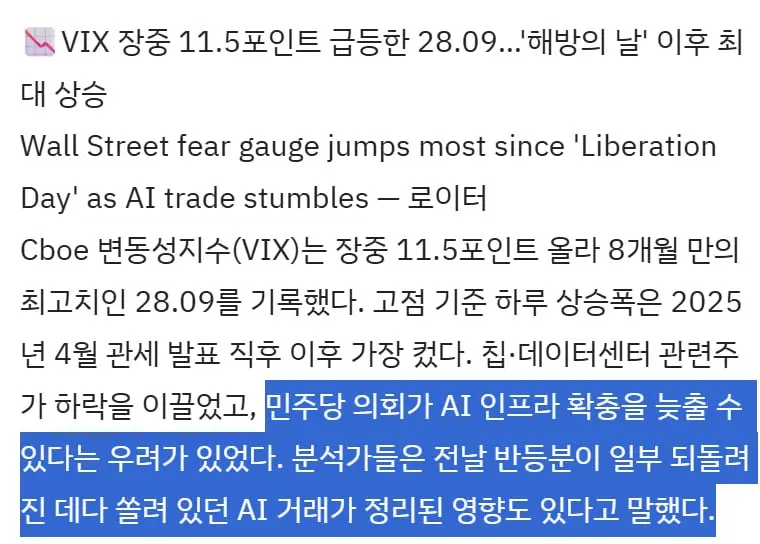 📉VIX 장중 11.5포인트 급등한 28.09...'해방의 날' 이후 최
대 상승
Wall Street fear gauge jumps most since 'Liberation
Day' as AI trade stumbles — 로이터
Cboe 변동성지수(VIX)는 장중 11.5포인트 올라 8개월 만의
최고치인 28.09를 기록했다. 고점 기준 하루 상승폭은 2025
년 4월 관세 발표 직후 이후 가장 컸다. 칩·데이터센터 관련주
가 하락을 이끌었고, 민주당 의회가 AI 인프라 확충을 늦출 수
있다는 우려가 있었다. 분석가들은 전날 반등분이 일부 되돌려
진 데다 쏠려 있던 AI 거래가 정리된 영향도 있다고 말했다.